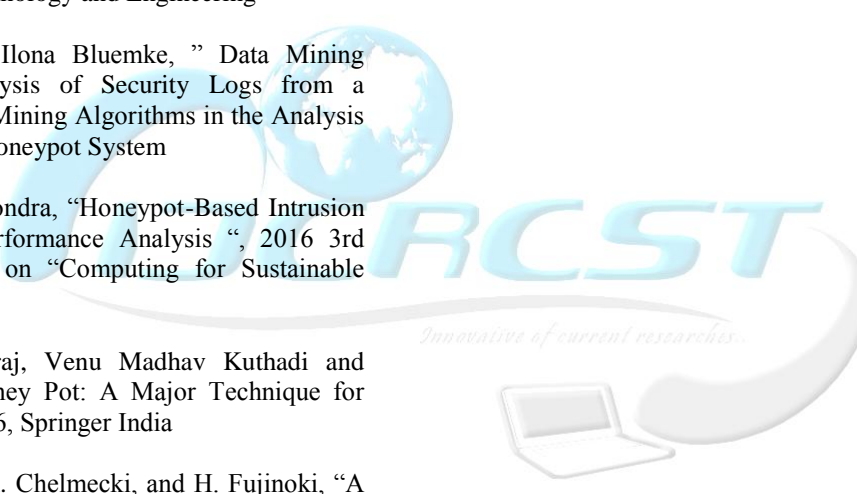 nology and Engineering
Ilona Bluemke, ” Data Mining
ysis of Security Logs from a
Mining Algorithms in the Analysis
oneypot System
ondra, “Honeypot-Based Intrusion
rformance Analysis “, 2016 3rd
on “Computing for Sustainable
RCST
Innovative of current researches..
raj, Venu Madhav Kuthadi and
ney Pot: A Major Technique for
6, Springer India
. Chelmecki, and H. Fujinoki, “A